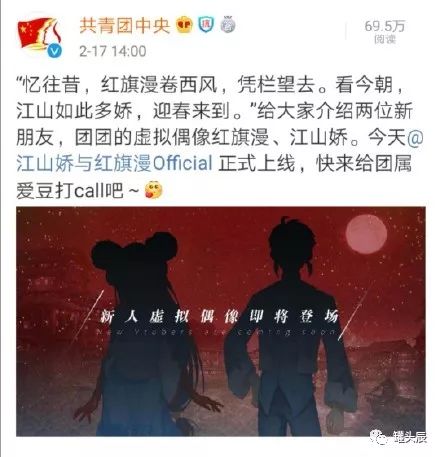 共青团中央
69.5万
阅读
2-17 14:00
“忆往昔，红旗漫卷西风，凭栏望去。看今朝，
江山如此多娇，迎春来到。”给大家介绍两位新
朋友，团团的虚拟偶像红旗漫、江山娇。今天@
江山娇与红旗漫Official 正式上线，快来给团属
爱豆打call吧～
新人虚拟偶像即将登场
New Vtubers are coming soon
罐头辰